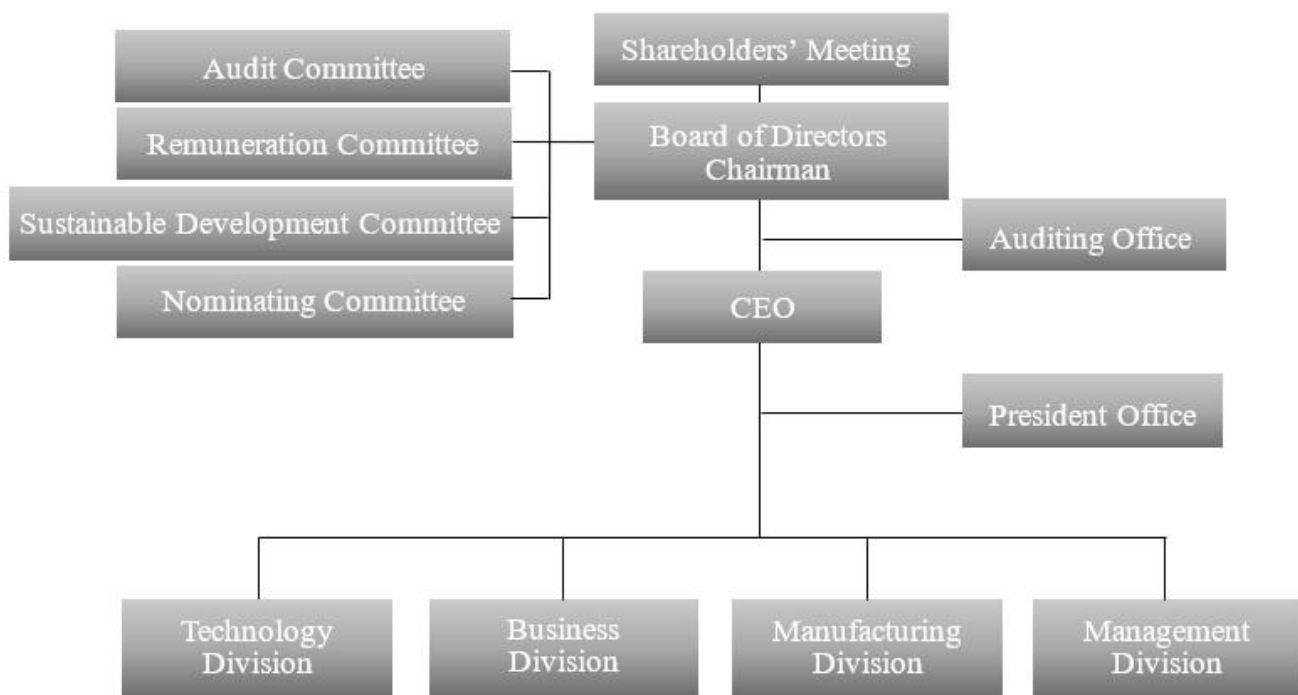 Shareholders’ Meeting
Audit Committee
Board of Directors
Chairman
Remuneration Committee
Sustainable Development Committee
Auditing Office
Nominating Committee
CEO
President Office
Technology
Division
Business
Division
Manufacturing
Division
Management
Division